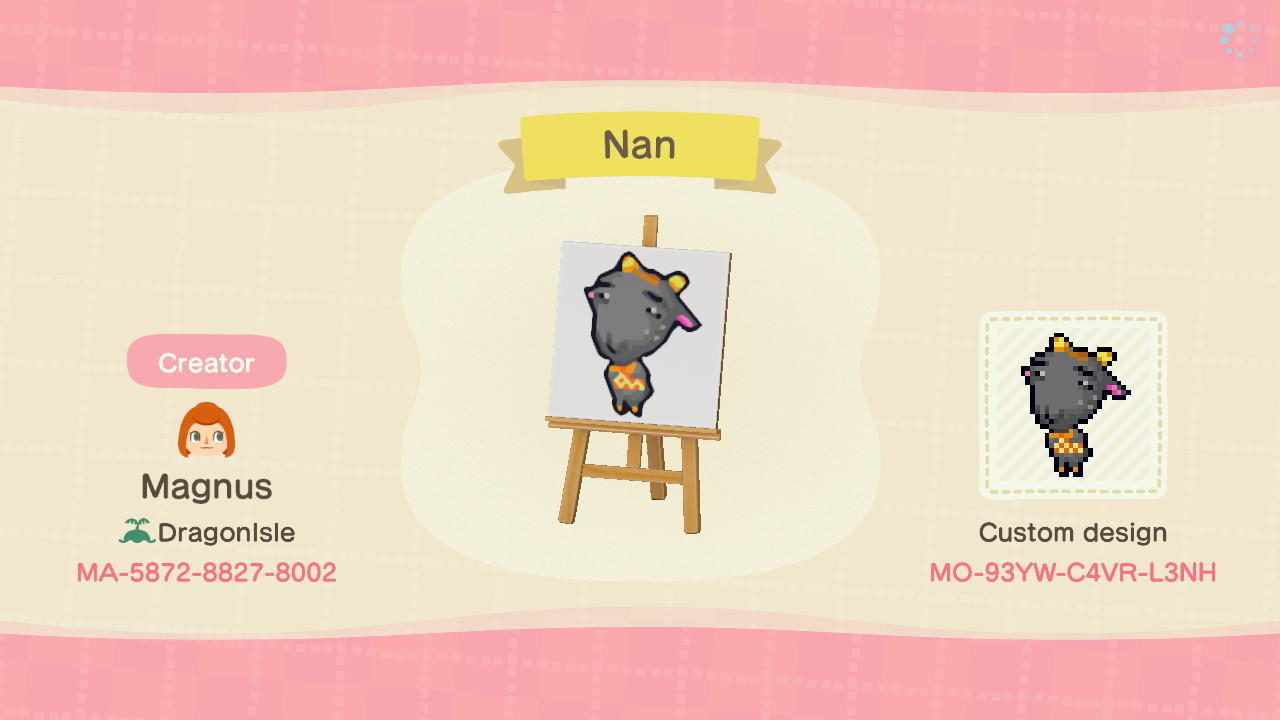 Nan
Creator
Magnus
DragonIsle
MA-5872-8827-8002
Custom design
MO-93YW-C4VR-L3NH